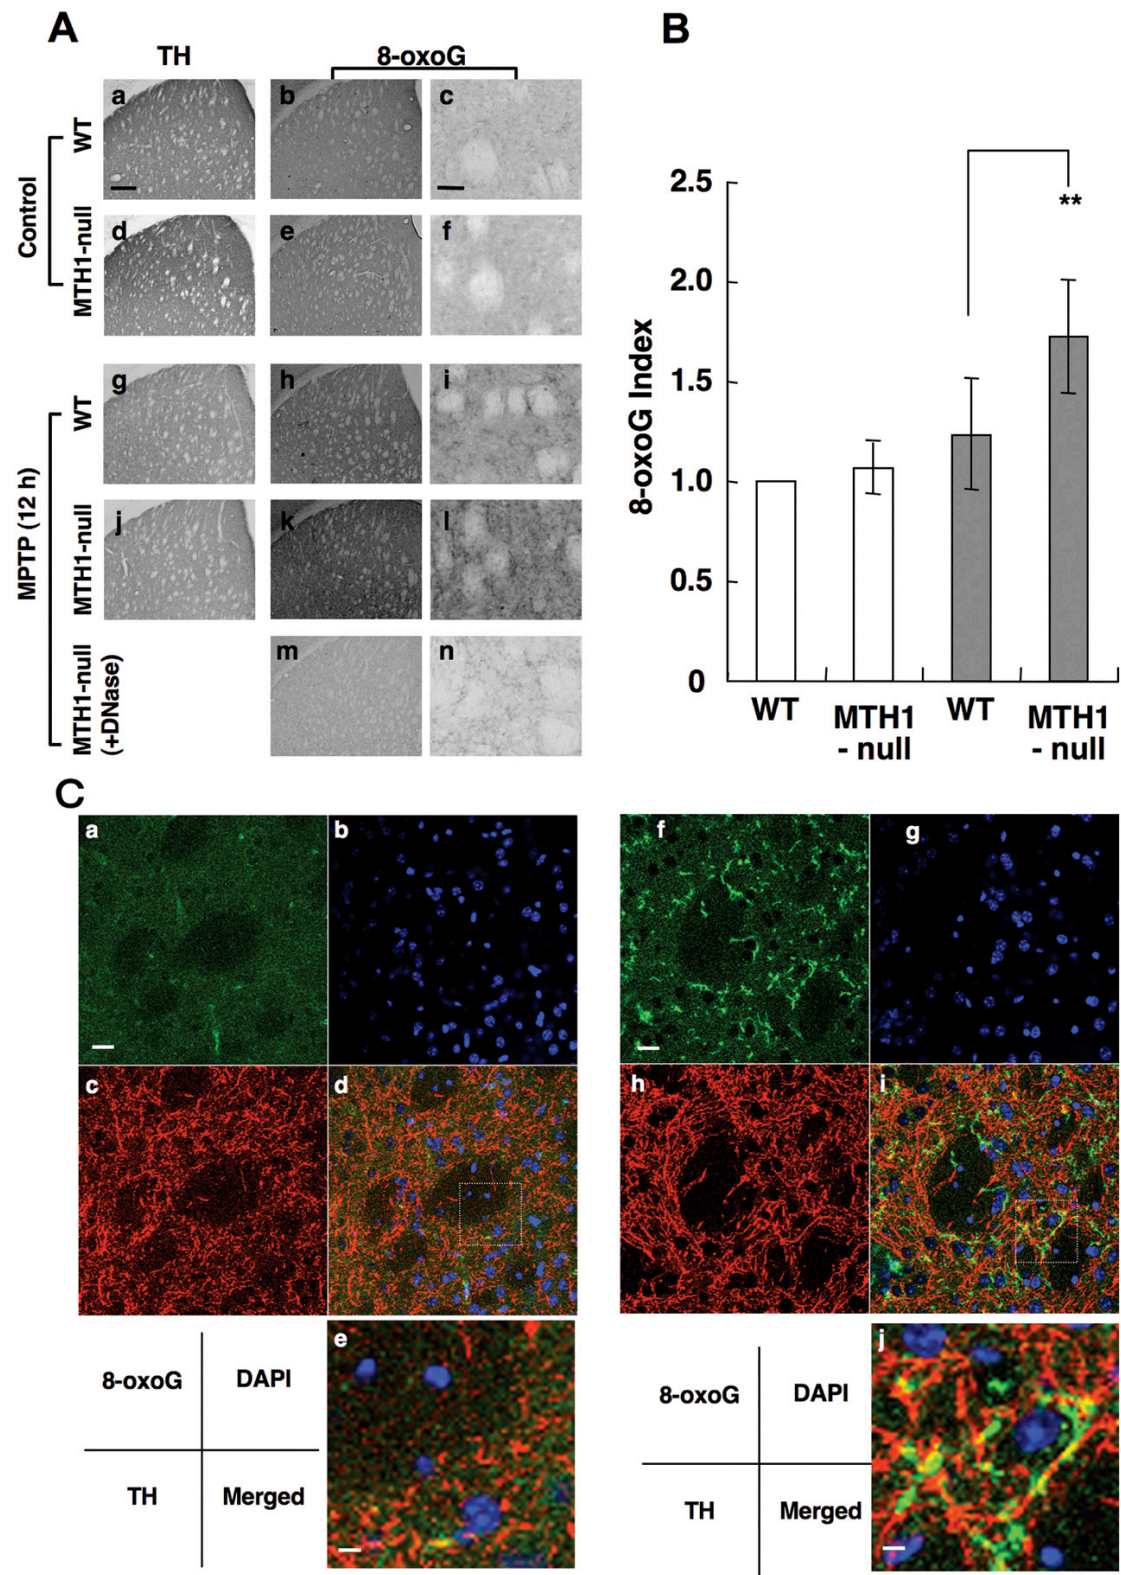 A
TH
8-oxoG
Control
WT
a
b
c
MTH1-null
d
e
f
MPTP (12 h)
WT
g
h
i
MTH1-null
j
k
l
MTH1-null
(+DNase)
m
n
B
8-oxoG Index
2.5
2.0
1.5
1.0
0.5
0
**
WT
MTH1
- null
WT
MTH1
- null
C
a
b
c
d
8-oxoG
DAPI
TH
Merged
e
f
g
h
i
8-oxoG
DAPI
TH
Merged
j